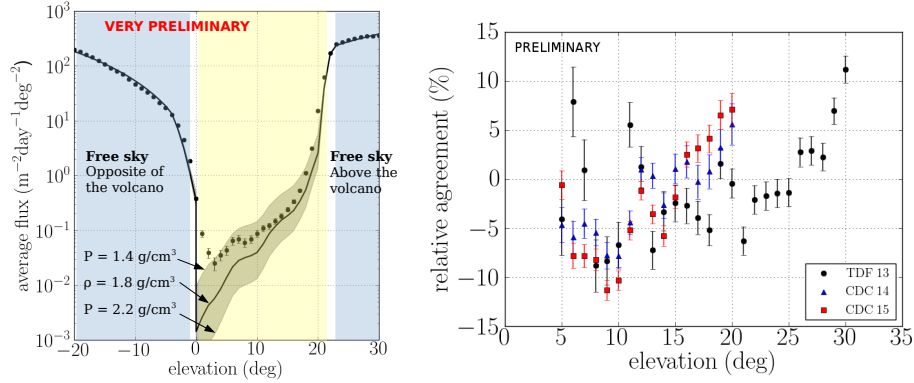 VERY PRELIMINARY
10³
10²
10¹
10⁰
10⁻¹
10⁻²
10⁻³
average flux (m⁻²day⁻¹deg⁻²)
Free sky
Opposite of
the volcano
Free sky
Above the
volcano
P = 1.4 g/cm³
ρ = 1.8 g/cm³
P = 2.2 g/cm³
−20 −10 0 10 20 30
elevation (deg)
PRELIMINARY
15
10
5
0
−5
−10
−15
relative agreement (%)
TDF 13
CDC 14
CDC 15
0 5 10 15 20 25 30 35
elevation (deg)